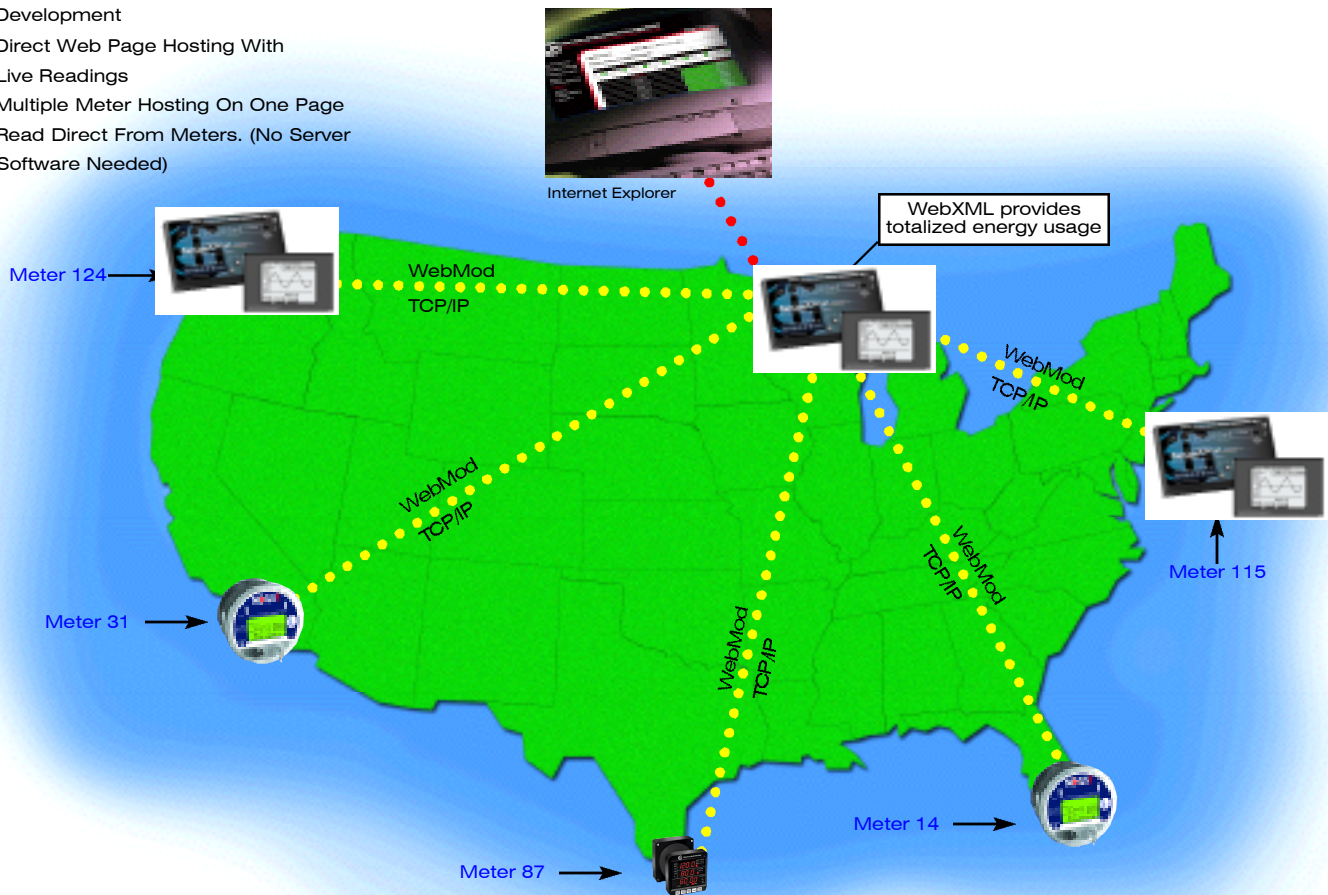 Development
Direct Web Page Hosting With
Live Readings
Multiple Meter Hosting On One Page
Read Direct From Meters. (No Server
Software Needed)
Internet Explorer
WebXML provides
totalized energy usage
Meter 124
WebMod
TCP/IP
WebMod
TCP/IP
WebMod
TCP/IP
Meter 115
WebMod
TCP/IP
WebMod
TCP/IP
Meter 31
Meter 14
Meter 87